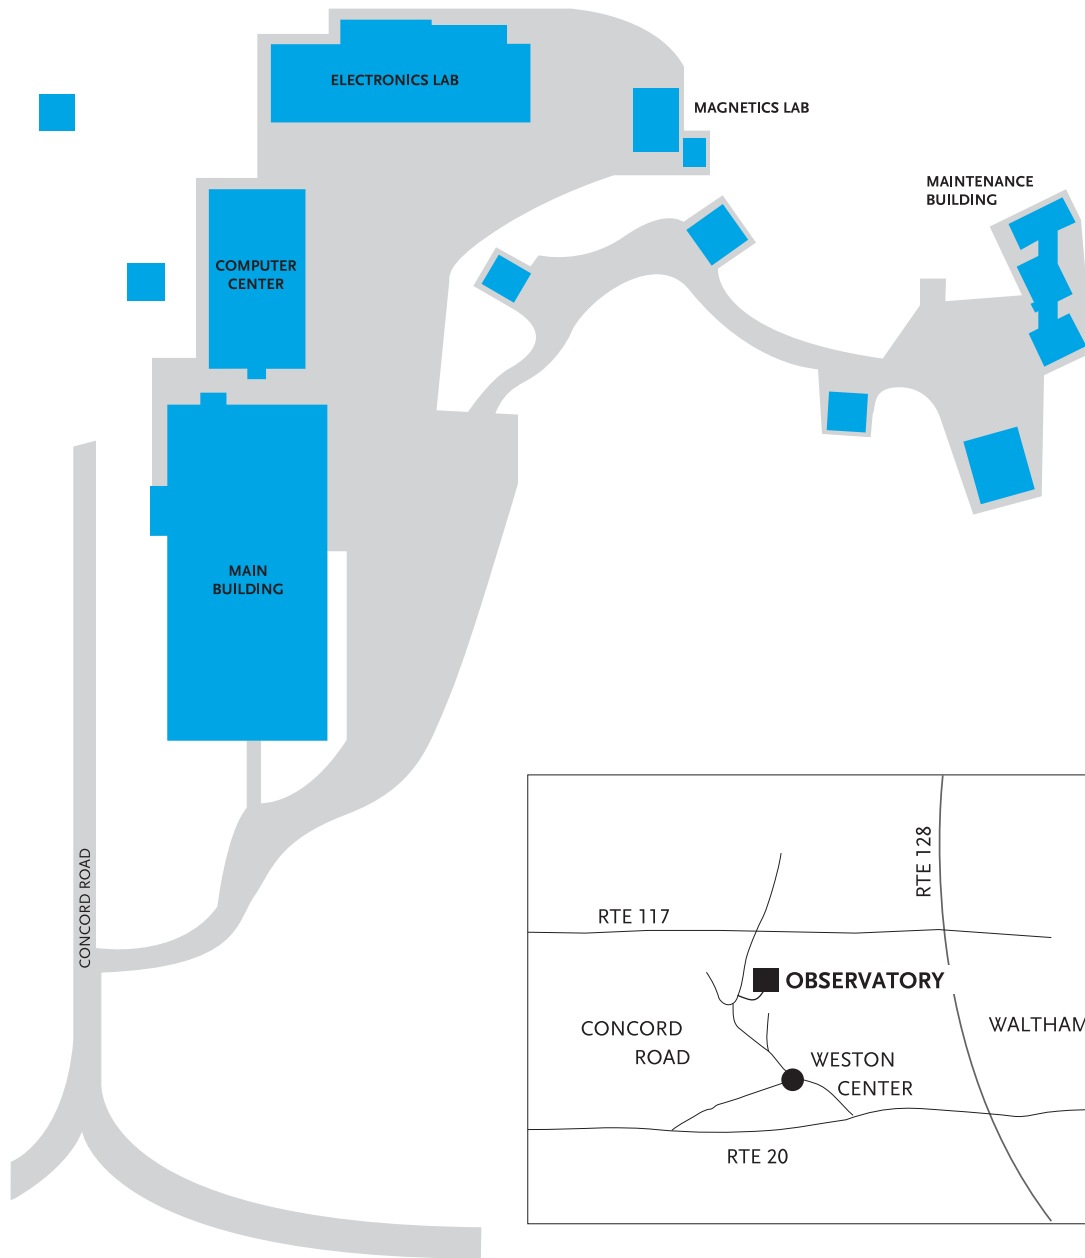 ELECTRONICS LAB
MAGNETICS LAB
MAINTENANCE
BUILDING
COMPUTER
CENTER
MAIN
BUILDING
CONCORD ROAD
RTE 128
RTE 117
OBSERVATORY
CONCORD
ROAD
WALTHAM
WESTON
CENTER
RTE 20